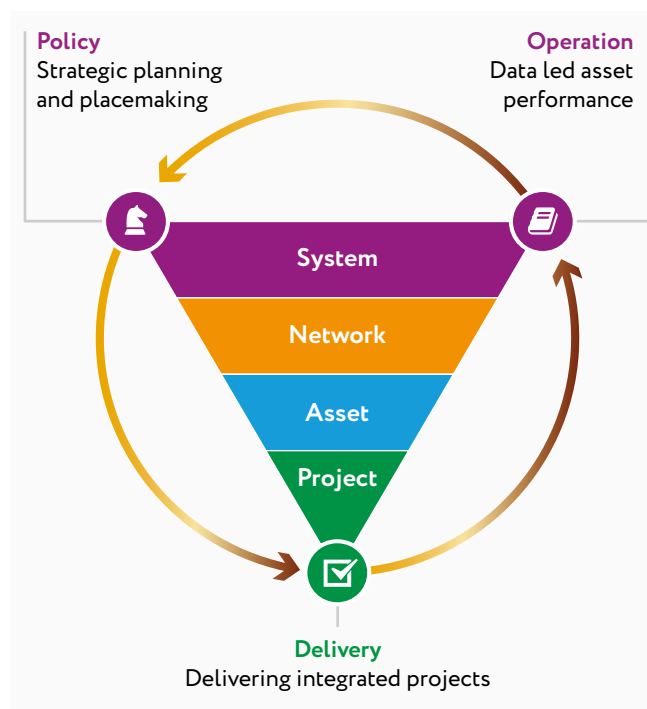 Policy
Strategic planning
and placemaking
Operation
Data led asset
performance
System
Network
Asset
Project
Delivery
Delivering integrated projects